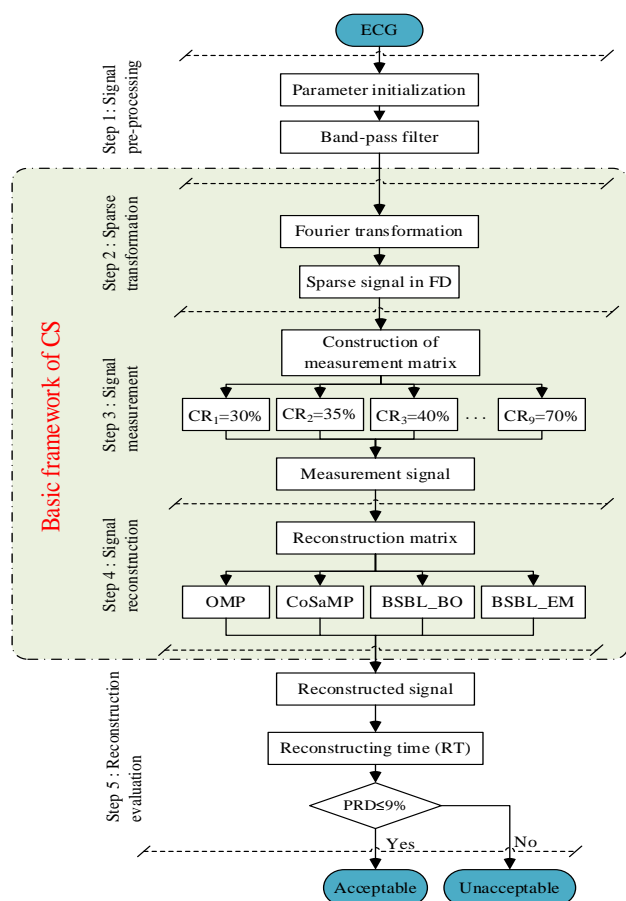 ECG
Step 1 : Signal
pre-processing
Parameter initialization
Band-pass filter
Basic framework of CS
Step 2 : Sparse
transformation
Fourier transformation
Sparse signal in FD
Step 3 : Signal
measurement
Construction of
measurement matrix
CR₁=30% CR₂=35% CR₃=40% ... CR₉=70%
Measurement signal
Step 4 : Signal
reconstruction
Reconstruction matrix
OMP CoSaMP BSBL_BO BSBL_EM
Step 5 : Reconstruction
evaluation
Reconstructed signal
Reconstructing time (RT)
PRD≤9%
Yes No
Acceptable Unacceptable